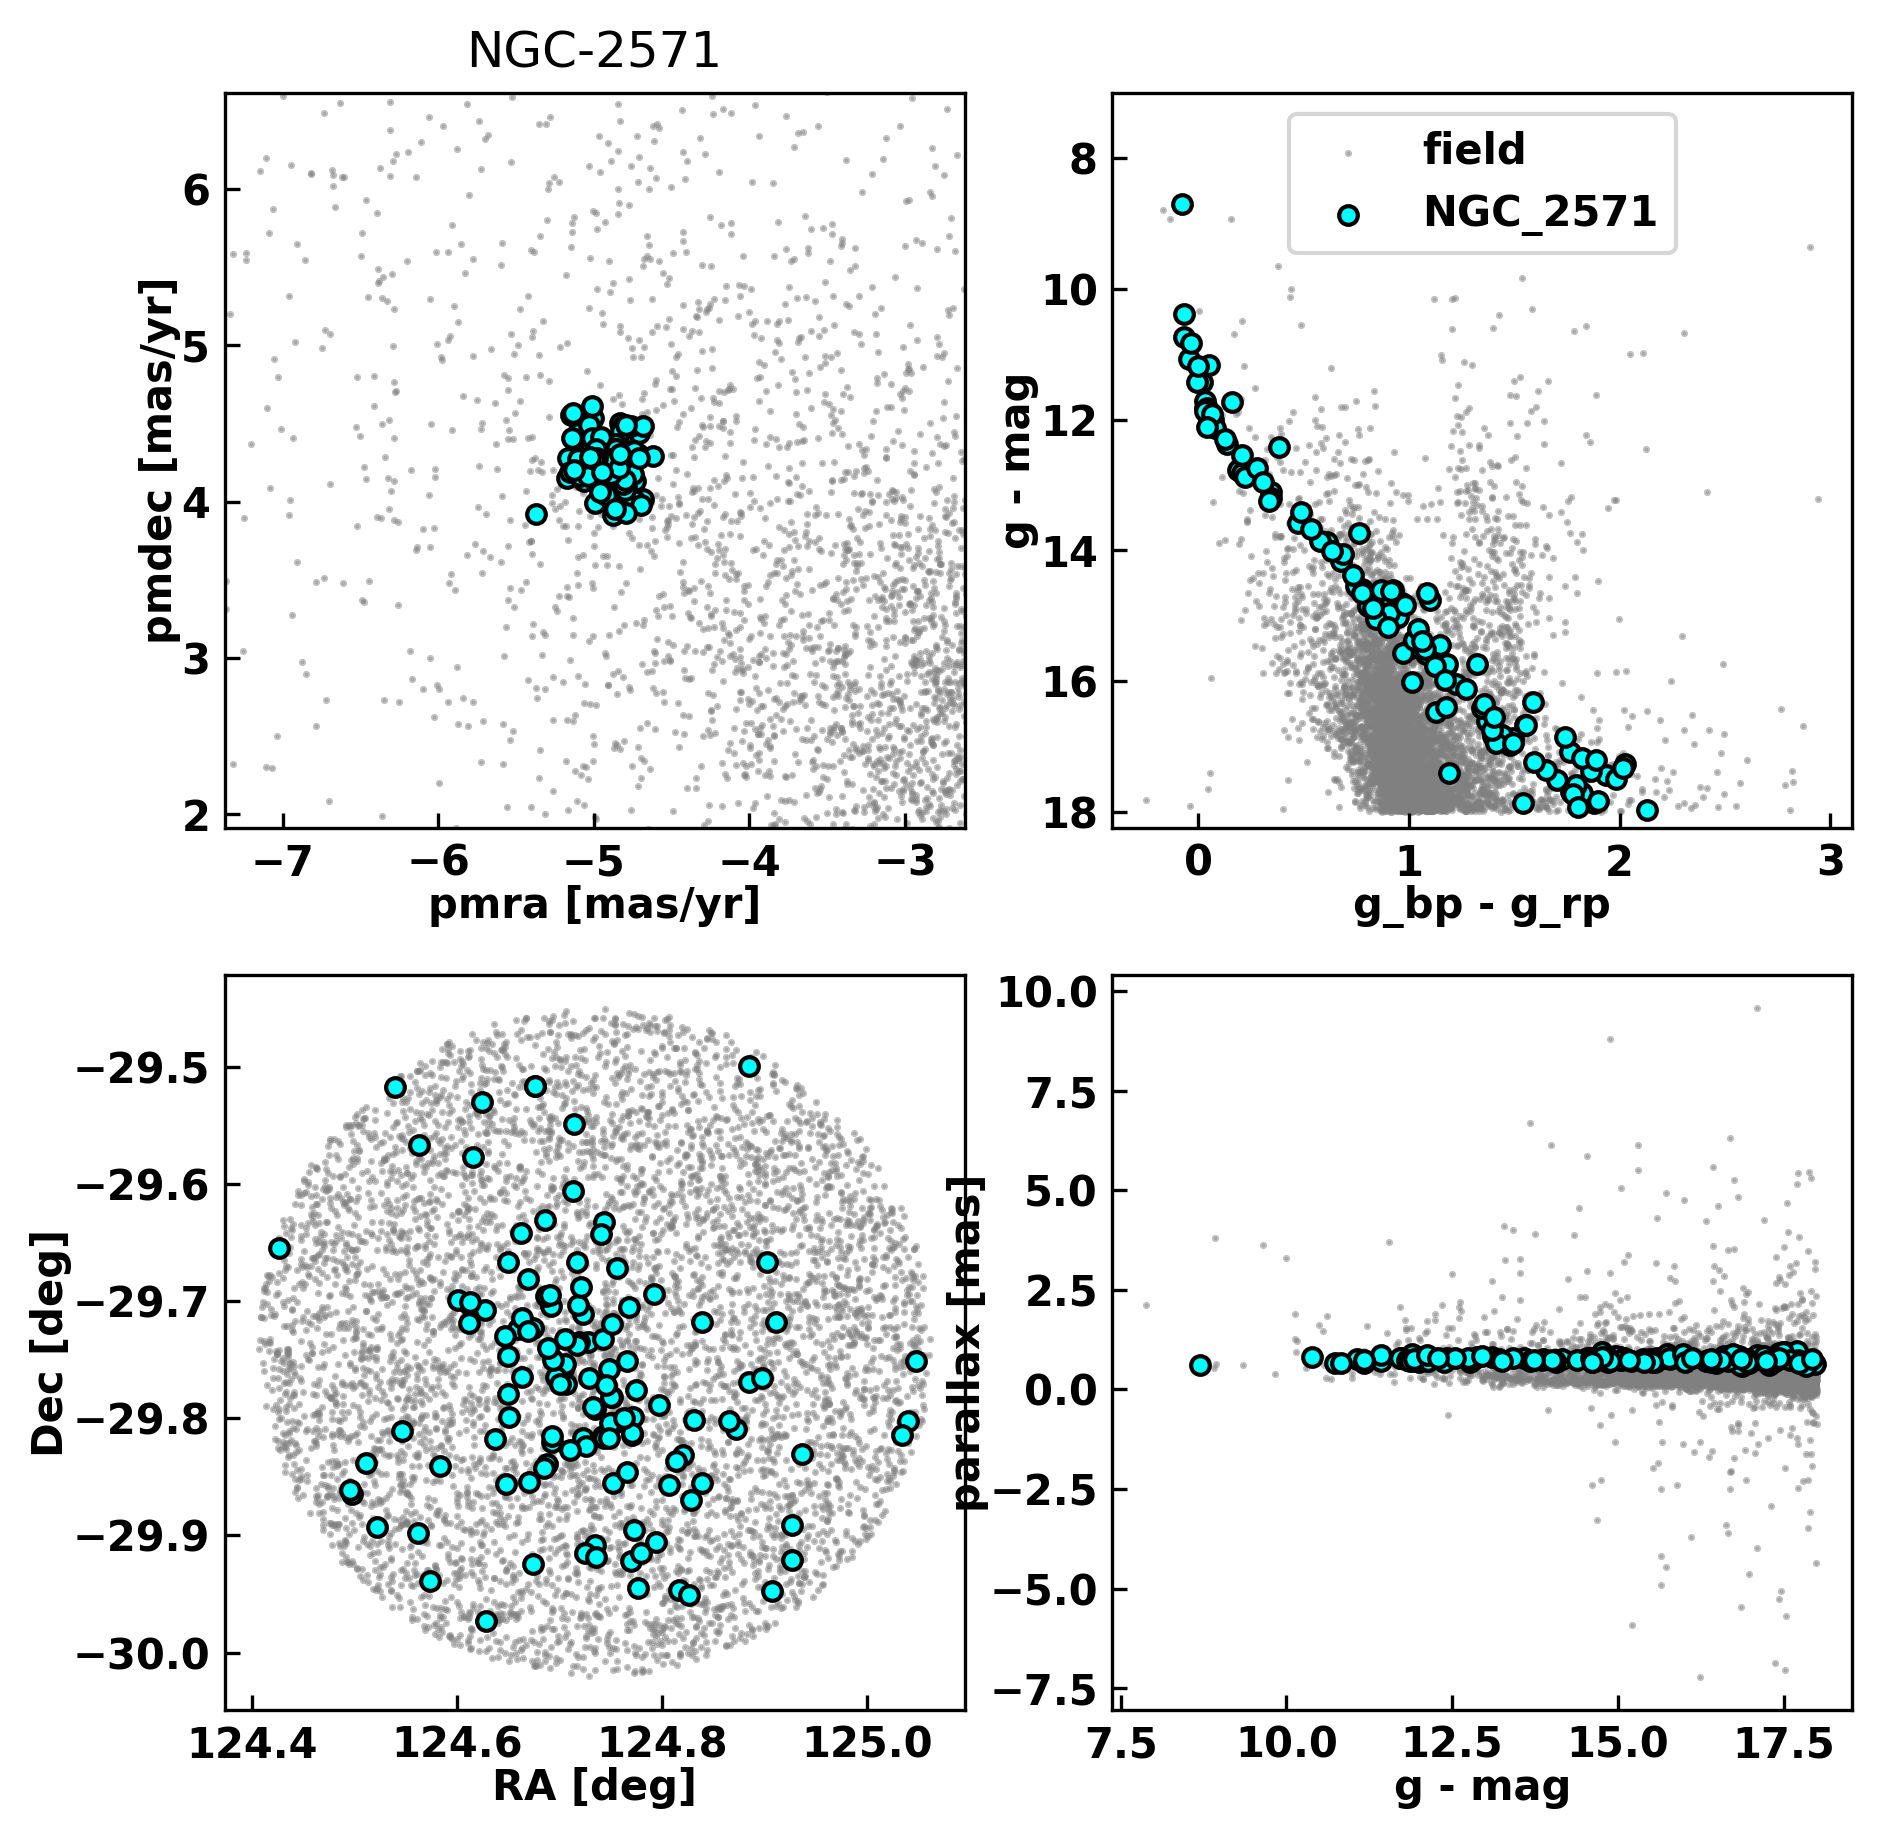 NGC-2571
pmdec [mas/yr]
6
5
4
3
2
−7 −6 −5 −4 −3
pmra [mas/yr]
g - mag
8
10
12
14
16
18
field
NGC_2571
0 1 2 3
g_bp - g_rp
Dec [deg]
−29.5
−29.6
−29.7
−29.8
−29.9
−30.0
124.4 124.6 124.8 125.0
RA [deg]
parallax [mas]
10.0
7.5
5.0
2.5
0.0
−2.5
−5.0
−7.5
7.5 10.0 12.5 15.0 17.5
g - mag